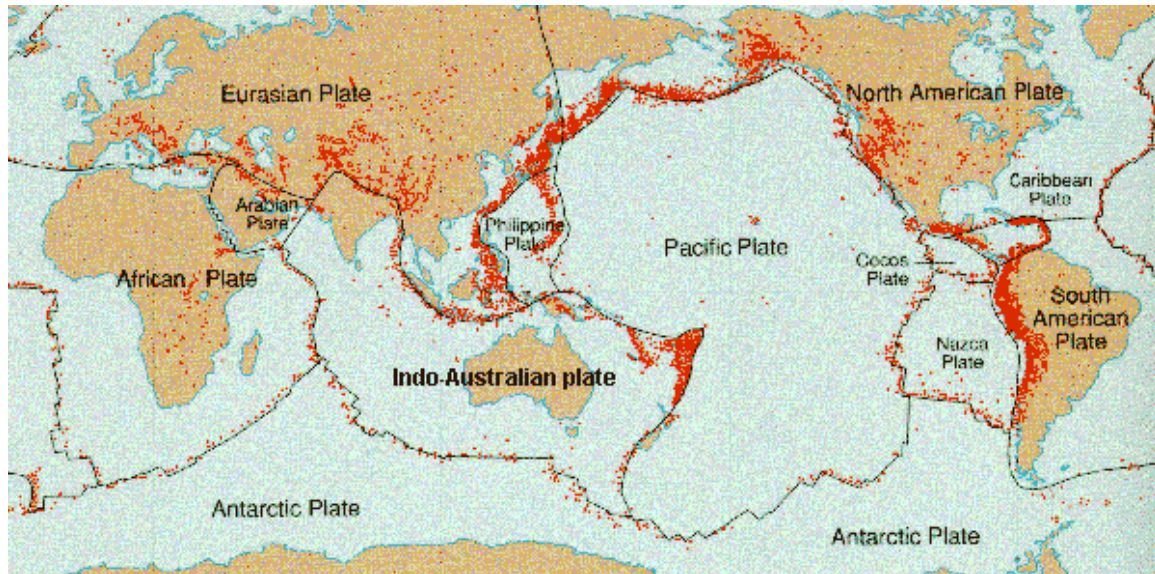 Eurasian Plate
North American Plate
Arabian
Plate
Philippine
Plate
Caribbean
Plate
African Plate
Pacific Plate
Cocos
Plate
South
American
Plate
Nazca
Plate
Indo-Australian plate
Antarctic Plate
Antarctic Plate